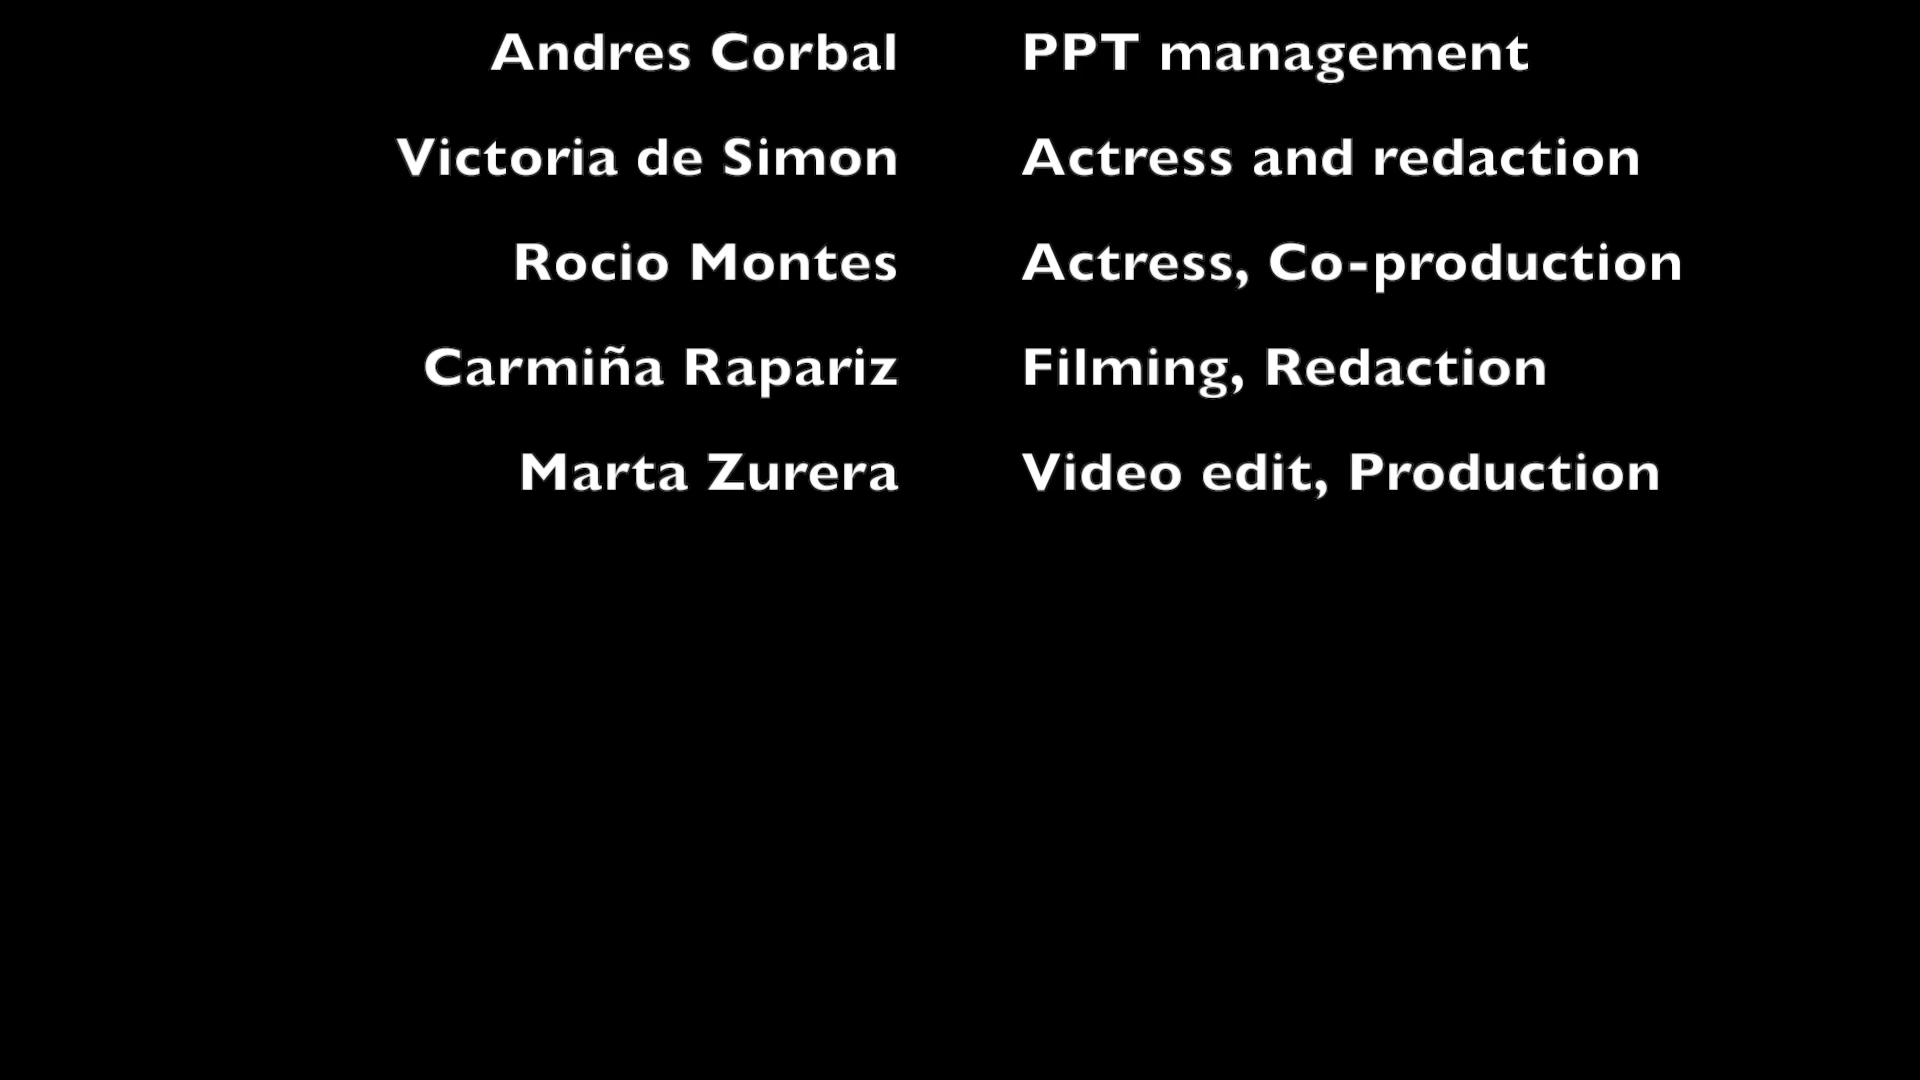 Andres Corbal PPT management
Victoria de Simon Actress and redaction
Rocio Montes Actress, Co-production
Carmiña Rapariz Filming, Redaction
Marta Zurera Video edit, Production